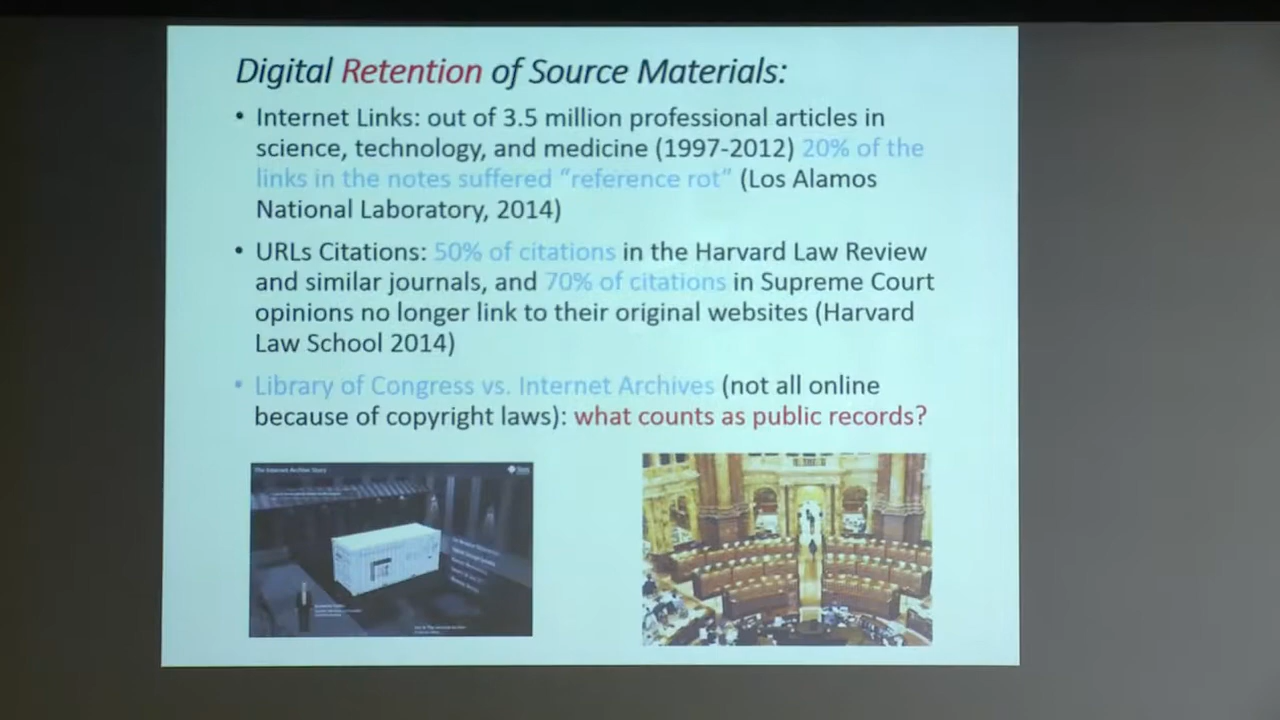 Digital Retention of Source Materials:
• Internet Links: out of 3.5 million professional articles in
science, technology, and medicine (1997-2012) 20% of the
links in the notes suffered “reference rot” (Los Alamos
National Laboratory, 2014)
• URLs Citations: 50% of citations in the Harvard Law Review
and similar journals, and 70% of citations in Supreme Court
opinions no longer link to their original websites (Harvard
Law School 2014)
• Library of Congress vs. Internet Archives (not all online
because of copyright laws): what counts as public records?
The Internet Archive Story